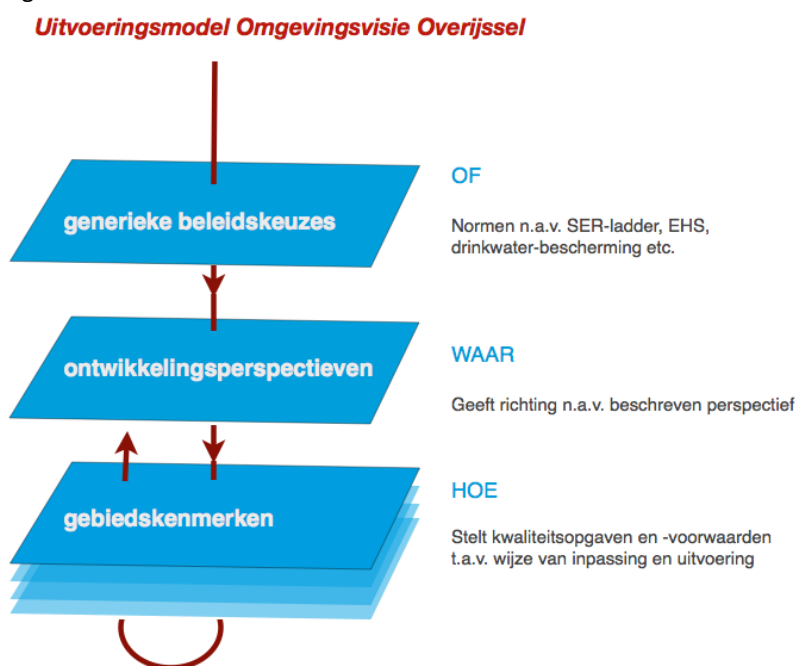 Uitvoeringsmodel Omgevingsvisie Overijssel
generieke beleidskeuzes
OF
Normen n.a.v. SER-ladder, EHS,
drinkwater-bescherming etc.
ontwikkelingsperspectieven
WAAR
Geeft richting n.a.v. beschreven perspectief
gebiedskenmerken
HOE
Stelt kwaliteitsopgaven en -voorwaarden
t.a.v. wijze van inpassing en uitvoering